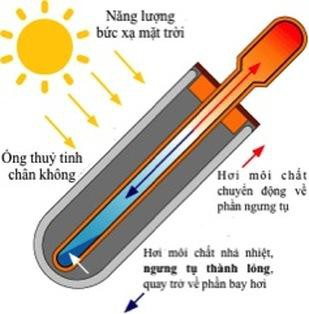 Năng lượng
bức xạ mặt trời
Ống thuỷ tinh
chân không
Hơi môi chất
chuyển động về
phần ngưng tụ
Hơi môi chất nhả nhiệt,
ngưng tụ thành lỏng,
quay trở về phần bay hơi